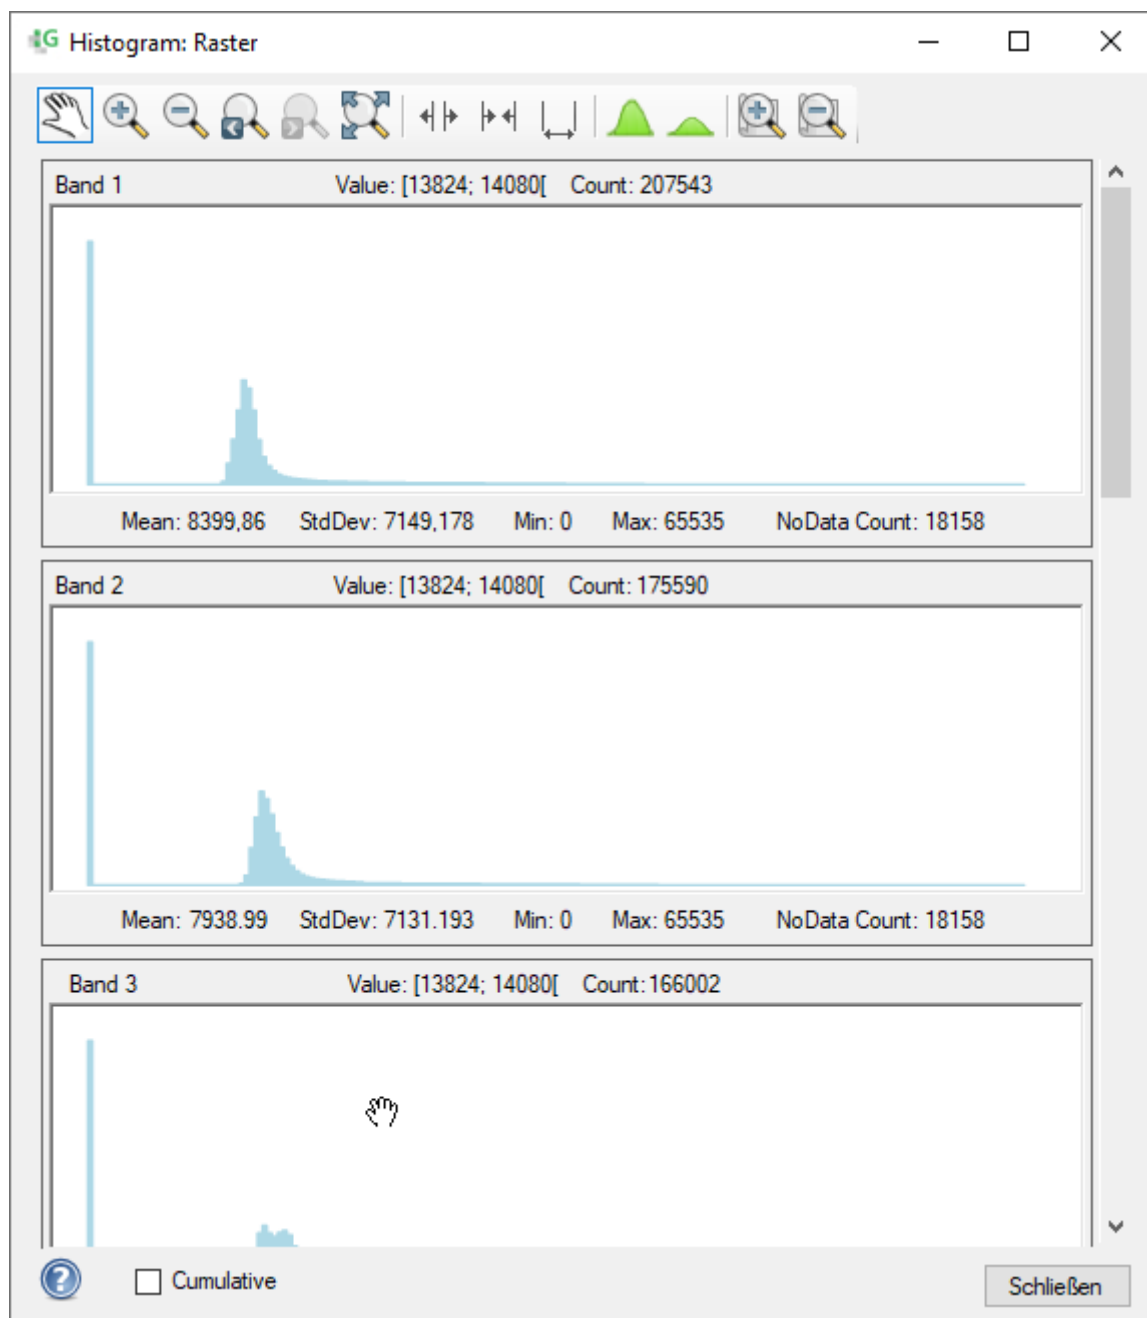 G Histogram: Raster
Band 1 Value: [13824; 14080[ Count: 207543
Mean: 8399,86 StdDev: 7149,178 Min: 0 Max: 65535 NoData Count: 18158
Band 2 Value: [13824; 14080[ Count: 175590
Mean: 7938.99 StdDev: 7131.193 Min: 0 Max: 65535 NoData Count: 18158
Band 3 Value: [13824; 14080[ Count: 166002
? Cumulative Schließen